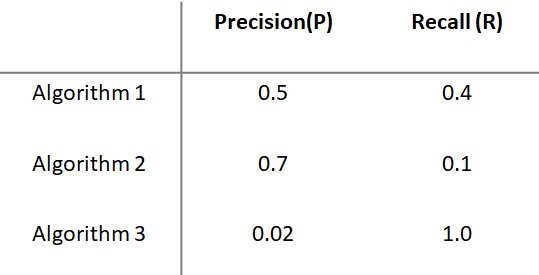 Precision(P) Recall (R)
Algorithm 1 0.5 0.4
Algorithm 2 0.7 0.1
Algorithm 3 0.02 1.0